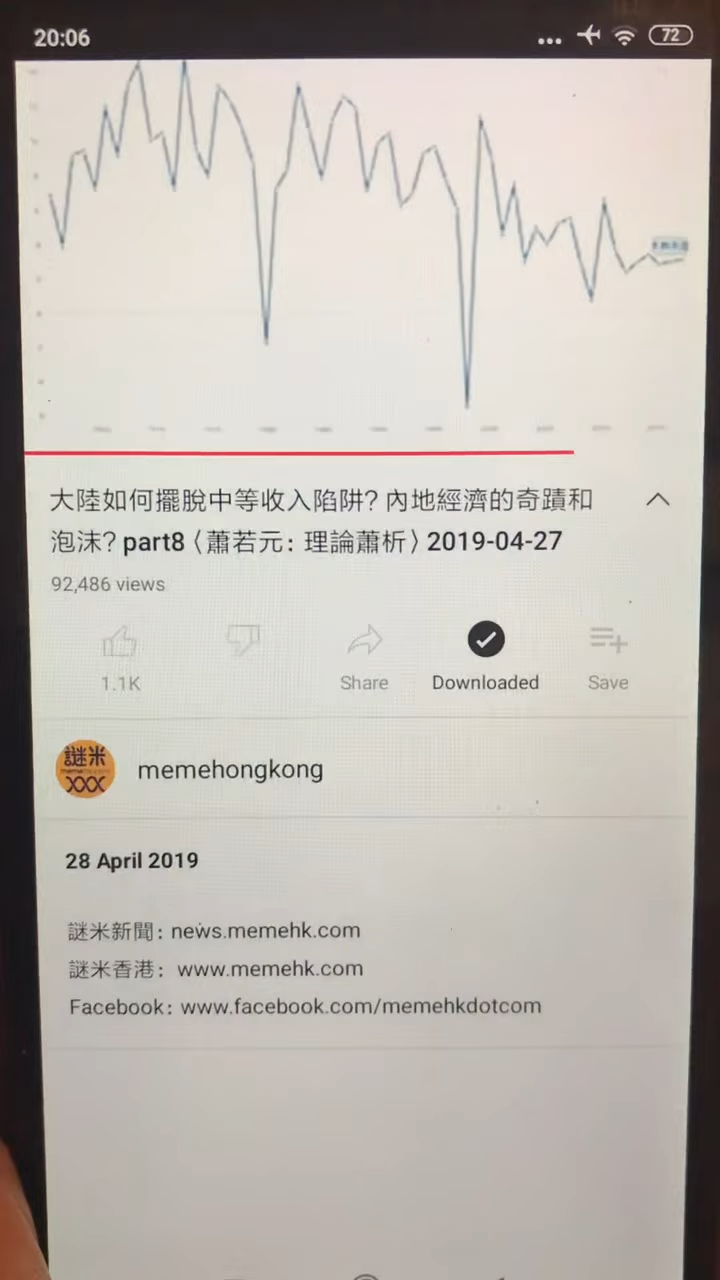 20:06
72
大陸如何擺脫中等收入陷阱? 內地經濟的奇蹟和
泡沫? part8〈蕭若元：理論蕭析〉2019-04-27
92,486 views
1.1K
Share
Downloaded
Save
謎米
XXX
memehongkong
28 April 2019
謎米新聞：news.memehk.com
謎米香港：www.memehk.com
Facebook：www.facebook.com/memehkdotcom